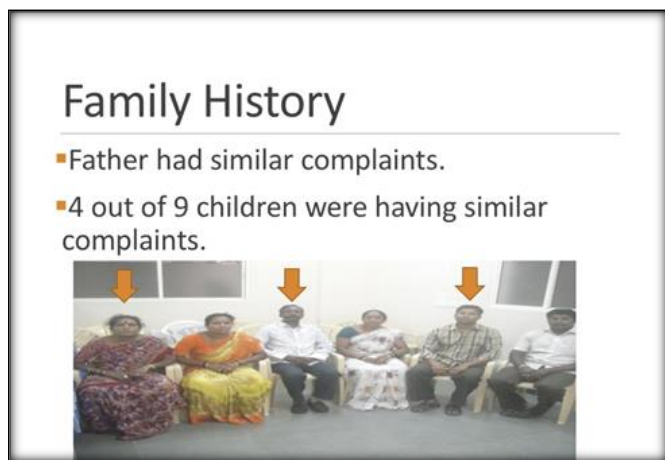 Family History
▪Father had similar complaints.
▪4 out of 9 children were having similar
complaints.